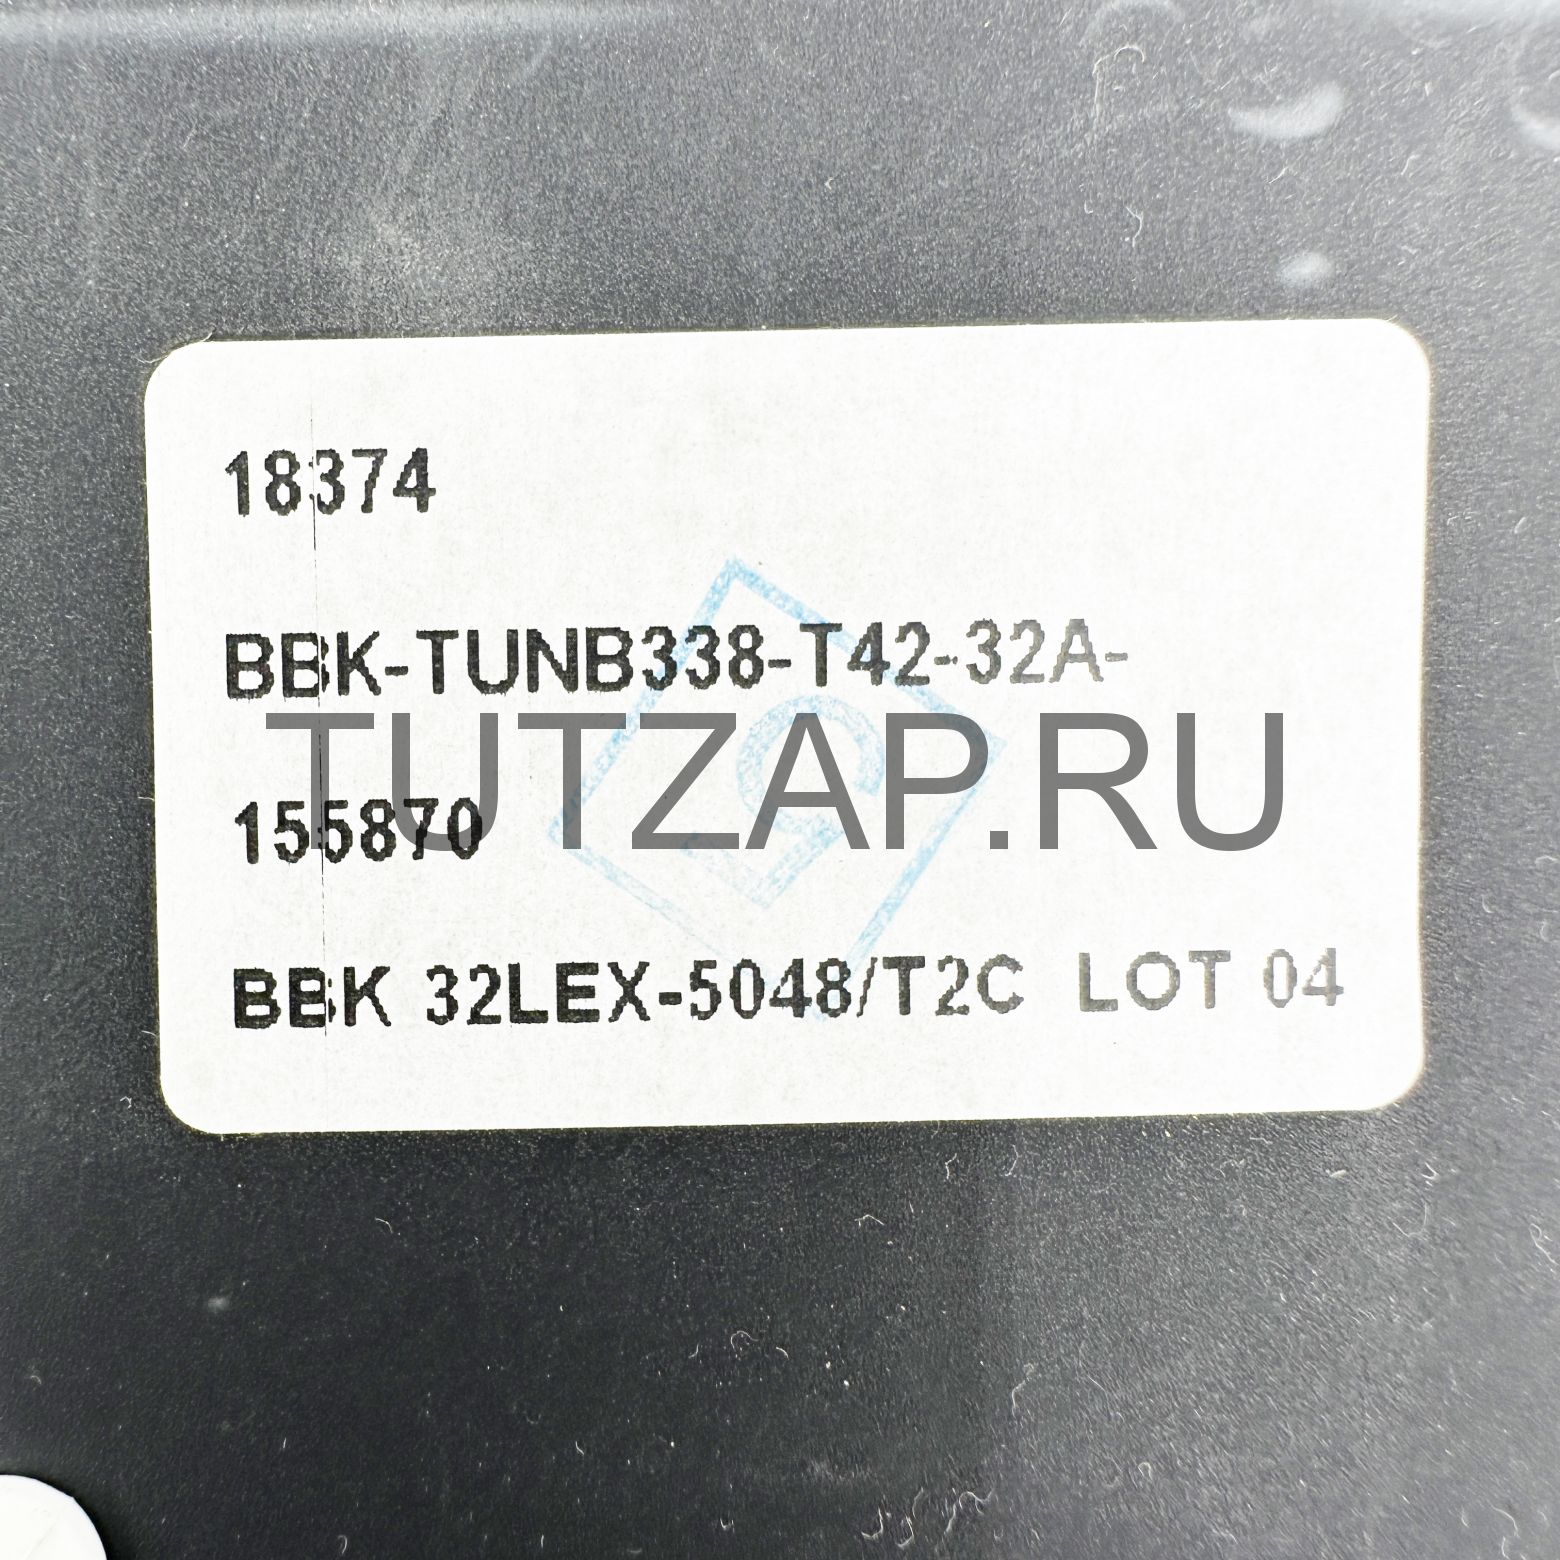 18374
BBK-TUNB338-T42-32A-
TUTZAP.RU
155870
BBK 32LEX-5048/T2C LOT 04